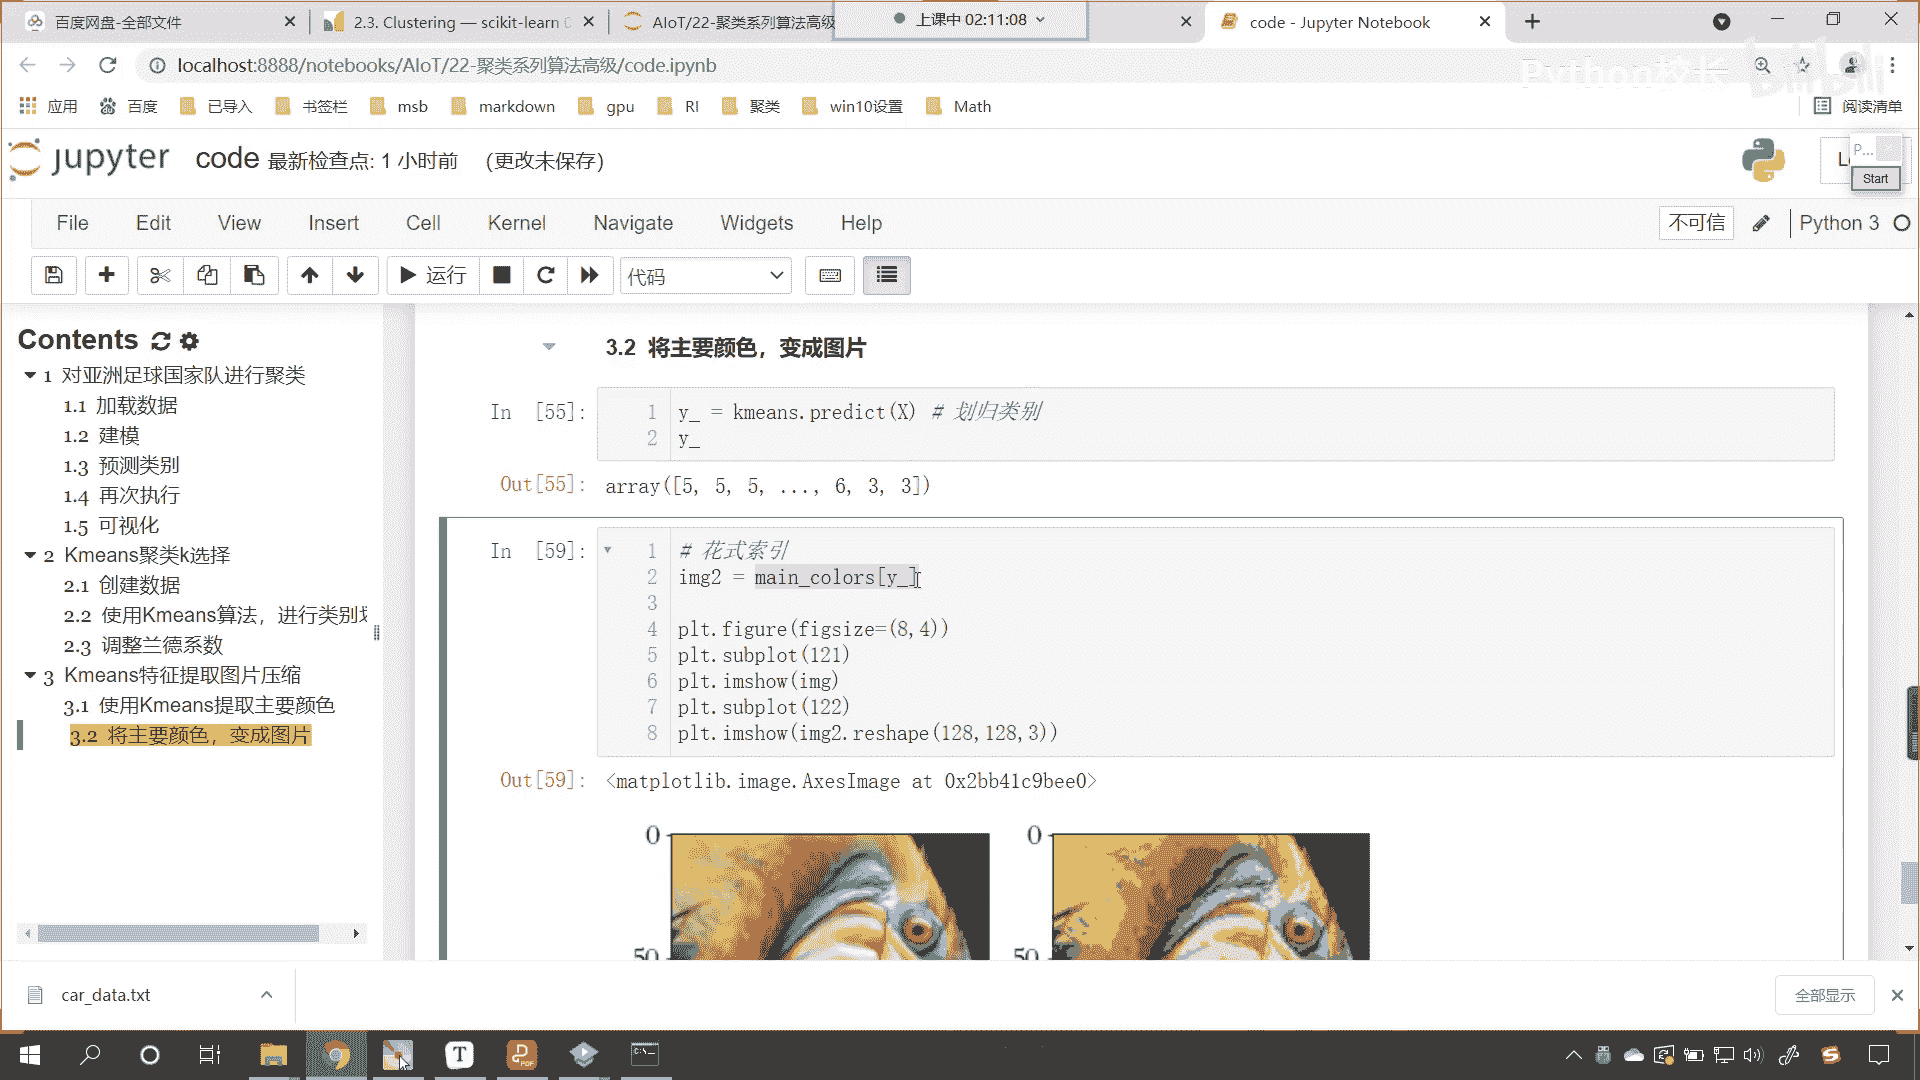 百度网盘-全部文件
2.3. Clustering — scikit-learn
AIoT/22-聚类系列算法高级
上课中 02:11:08
code - Jupyter Notebook
localhost:8888/notebooks/AIoT/22-聚类系列算法高级/code.ipynb
Python校长
bilibili
应用 百度 已导入 书签栏 msb markdown gpu RI 聚类 win10设置 Math 阅读清单
jupyter code 最新检查点: 1 小时前 (更改未保存)
P...
Start
File Edit View Insert Cell Kernel Navigate Widgets Help 不可信 Python 3
运行 代码
Contents
1 对亚洲足球国家队进行聚类
1.1 加载数据
1.2 建模
1.3 预测类别
1.4 再次执行
1.5 可视化
2 Kmeans聚类k选择
2.1 创建数据
2.2 使用Kmeans算法，进行类别
2.3 调整兰德系数
3 Kmeans特征提取图片压缩
3.1 使用Kmeans提取主要颜色
3.2 将主要颜色，变成图片
3.2 将主要颜色，变成图片
In [55]:
1 y_ = kmeans.predict(X) # 划归类别
2 y_
Out[55]: array([5, 5, 5, ..., 6, 3, 3])
In [59]:
1 # 花式索引
2 img2 = main_colors[y_]
3
4 plt.figure(figsize=(8,4))
5 plt.subplot(121)
6 plt.imshow(img)
7 plt.subplot(122)
8 plt.imshow(img2.reshape(128,128,3))
Out[59]: <matplotlib.image.AxesImage at 0x2bb41c9bee0>
0 0
50 50
car_data.txt 全部显示